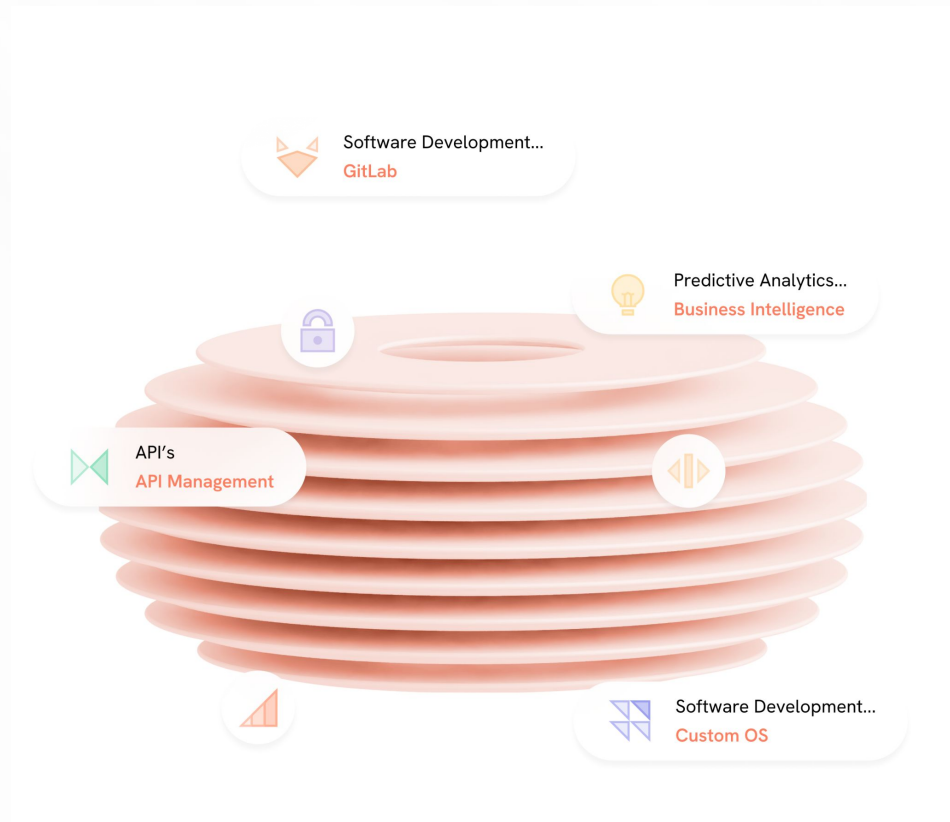 Software Development...
GitLab
Predictive Analytics...
Business Intelligence
API’s
API Management
Software Development...
Custom OS